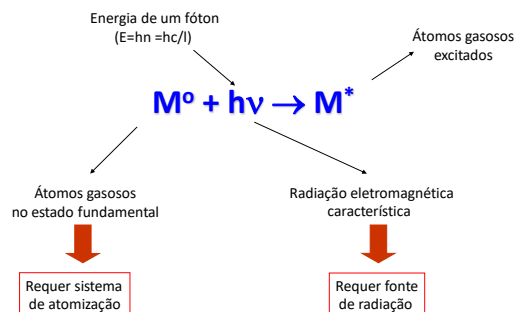 Energia de um fóton
(E=hn =hc/l)
Átomos gasosos
excitados
Mº + hν → M*
Átomos gasosos
no estado fundamental
Radiação eletromagnética
característica
Requer sistema
de atomização
Requer fonte
de radiação